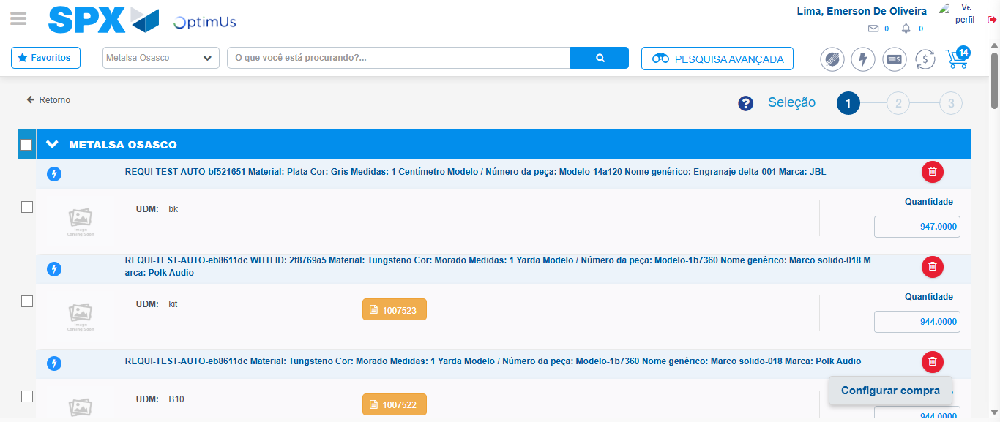 SPX OptimUs
Lima, Emerson De Oliveira
Ve
perfil
0 0
Favoritos
Metalsa Osasco
O que você está procurando?...
PESQUISA AVANÇADA
14
Retorno
? Seleção 1 2 3
METALSA OSASCO
REQUI-TEST-AUTO-bf521651 Material: Plata Cor: Gris Medidas: 1 Centímetro Modelo / Número da peça: Modelo-14a120 Nome genérico: Engranaje delta-001 Marca: JBL
Quantidade
UDM: bk
Image
Coming Soon
947.0000
REQUI-TEST-AUTO-eb8611dc WITH ID: 2f8769a5 Material: Tungsteno Cor: Morado Medidas: 1 Yarda Modelo / Número da peça: Modelo-1b7360 Nome genérico: Marco solido-018 M
arca: Polk Audio
Quantidade
UDM: kit
1007523
Image
Coming Soon
944.0000
REQUI-TEST-AUTO-eb8611dc Material: Tungsteno Cor: Morado Medidas: 1 Yarda Modelo / Número da peça: Modelo-1b7360 Nome genérico: Marco solido-018 Marca: Polk Audio
Configurar compra
UDM: B10
1007522
944.0000